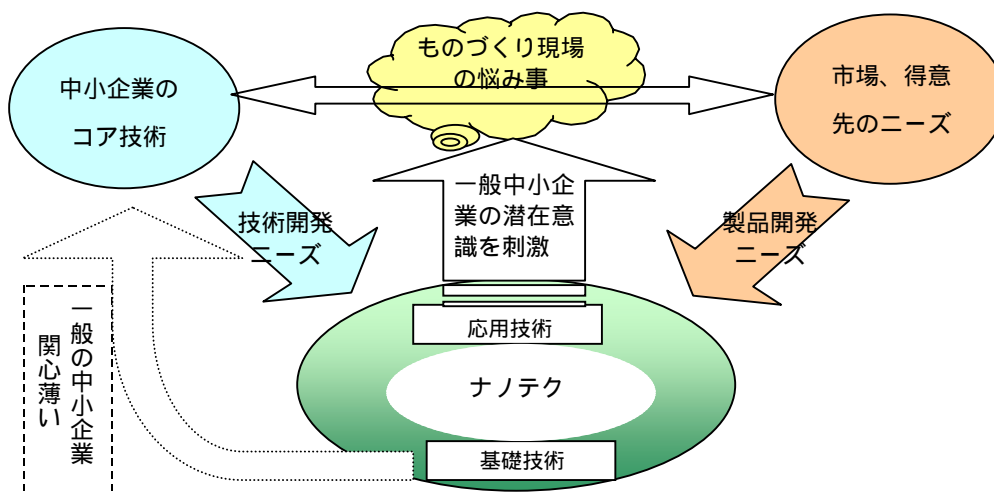 ものづくり現場
の悩み事
中小企業の
コア技術
市場、得意
先のニーズ
一般中小企
業の潜在意
識を刺激
技術開発
ニーズ
製品開発
ニーズ
一般の中小企業
関心薄い
応用技術
ナノテク
基礎技術